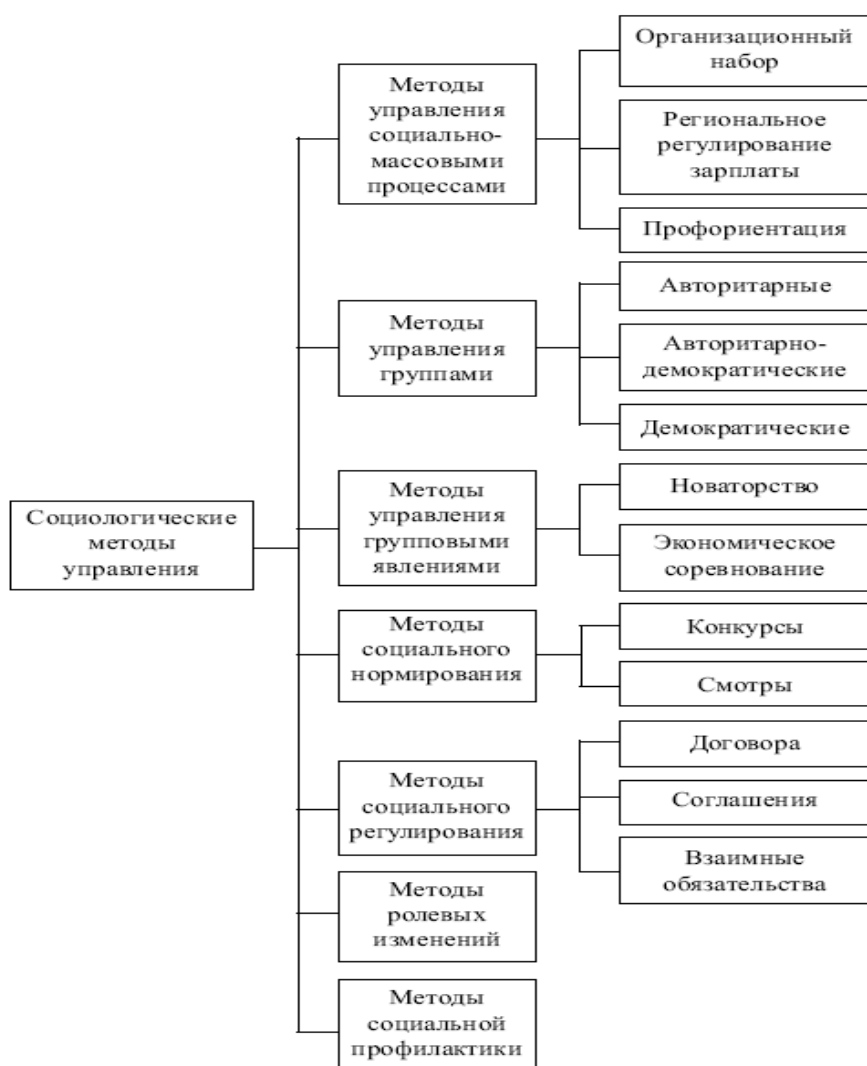 Социологические
методы
управления
Методы
управления
социально-
массовыми
процессами
Организационный
набор
Региональное
регулирование
зарплаты
Профориентация
Методы
управления
группами
Авторитарные
Авторитарно-
демократические
Демократические
Методы
управления
групповыми
явлениями
Новаторство
Экономическое
соревнование
Методы
социального
нормирования
Конкурсы
Смотры
Методы
социального
регулирования
Договора
Соглашения
Взаимные
обязательства
Методы
ролевых
изменений
Методы
социальной
профилактики